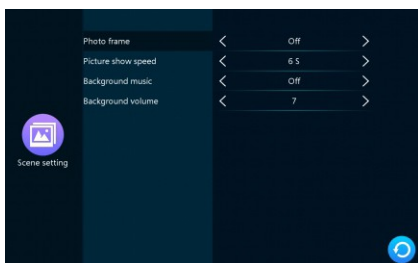 Photo frame Off
Picture show speed 6 S
Background music Off
Background volume 7
Scene setting